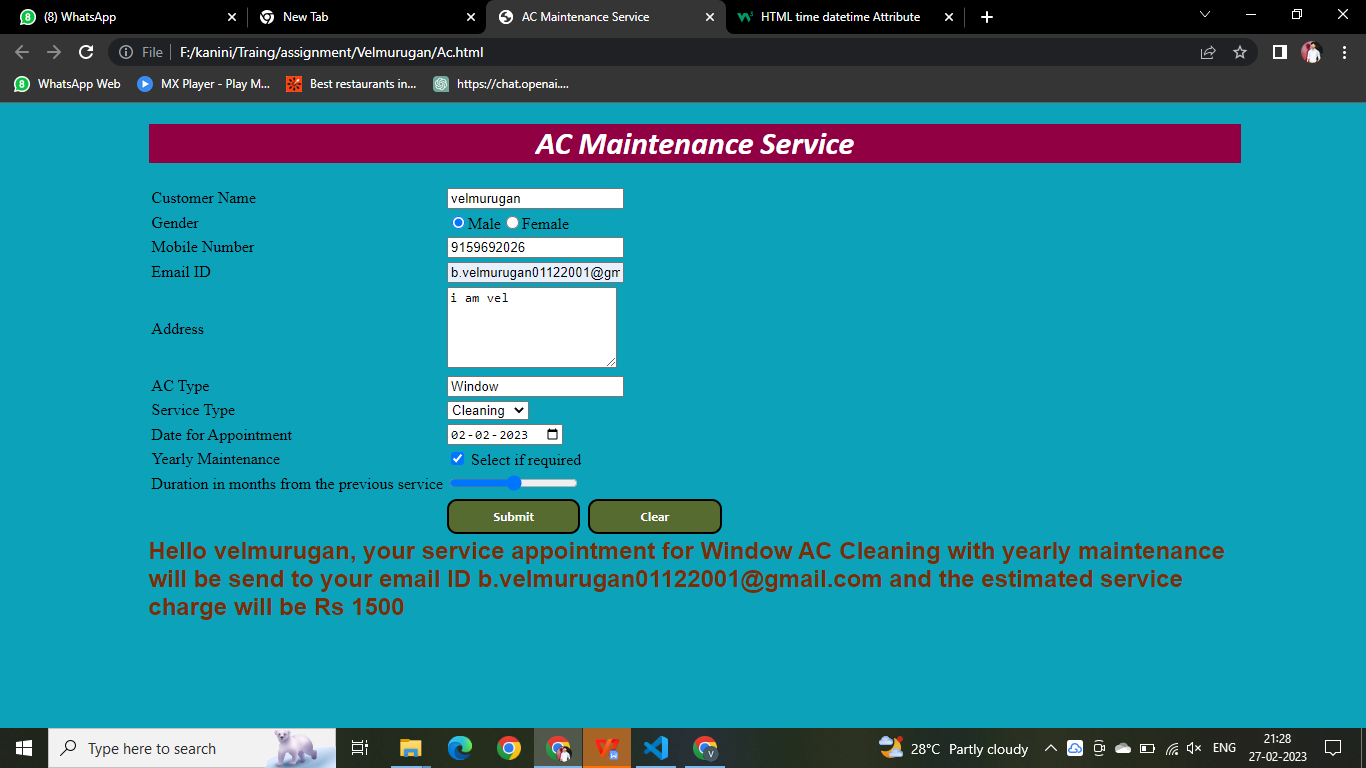 (8) WhatsApp
New Tab
AC Maintenance Service
HTML time datetime Attribute
File
F:/kanini/Traing/assignment/Velmurugan/Ac.html
WhatsApp Web
MX Player - Play M...
Best restaurants in...
https://chat.openai....
AC Maintenance Service
Customer Name velmurugan
Gender Male Female
Mobile Number 9159692026
Email ID b.velmurugan01122001@gm
Address i am vel
AC Type Window
Service Type Cleaning
Date for Appointment 02-02-2023
Yearly Maintenance Select if required
Duration in months from the previous service
Submit Clear
Hello velmurugan, your service appointment for Window AC Cleaning with yearly maintenance
will be send to your email ID b.velmurugan01122001@gmail.com and the estimated service
charge will be Rs 1500
Type here to search
28°C Partly cloudy
ENG
21:28
27-02-2023